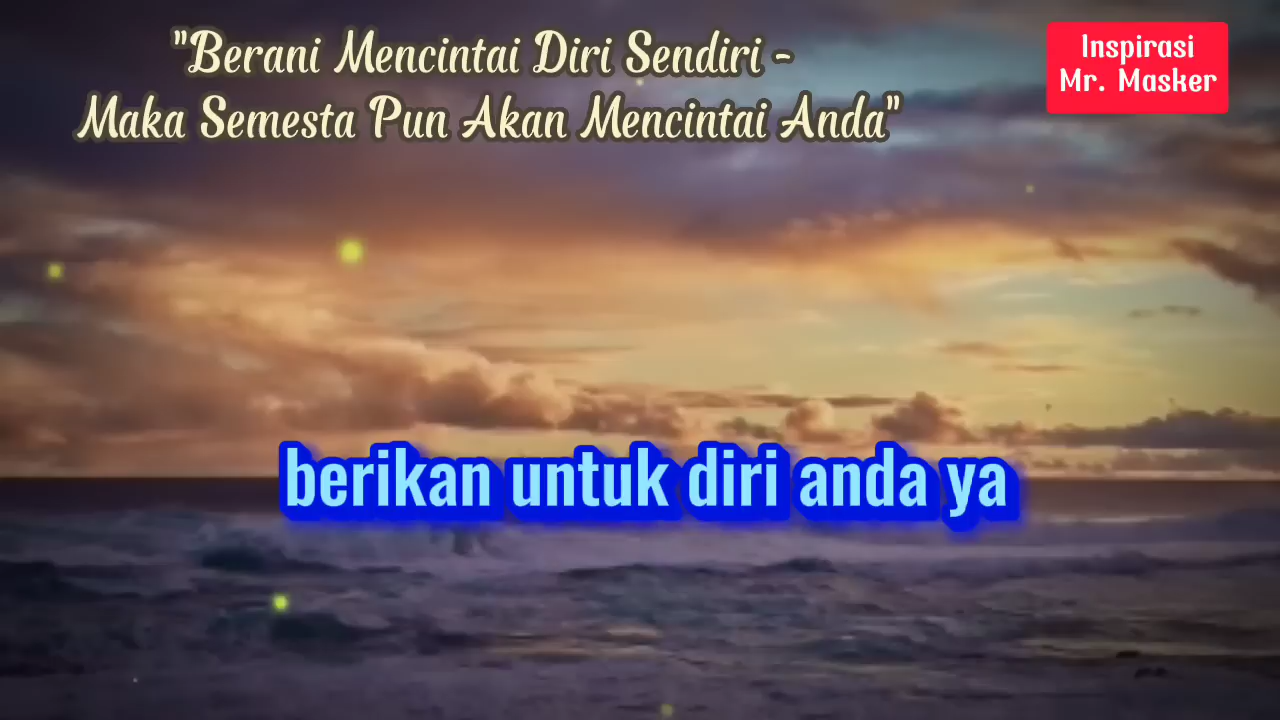 "Berani Mencintai Diri Sendiri -
Maka Semesta Pun Akan Mencintai Anda"
Inspirasi
Mr. Masker
berikan untuk diri anda ya